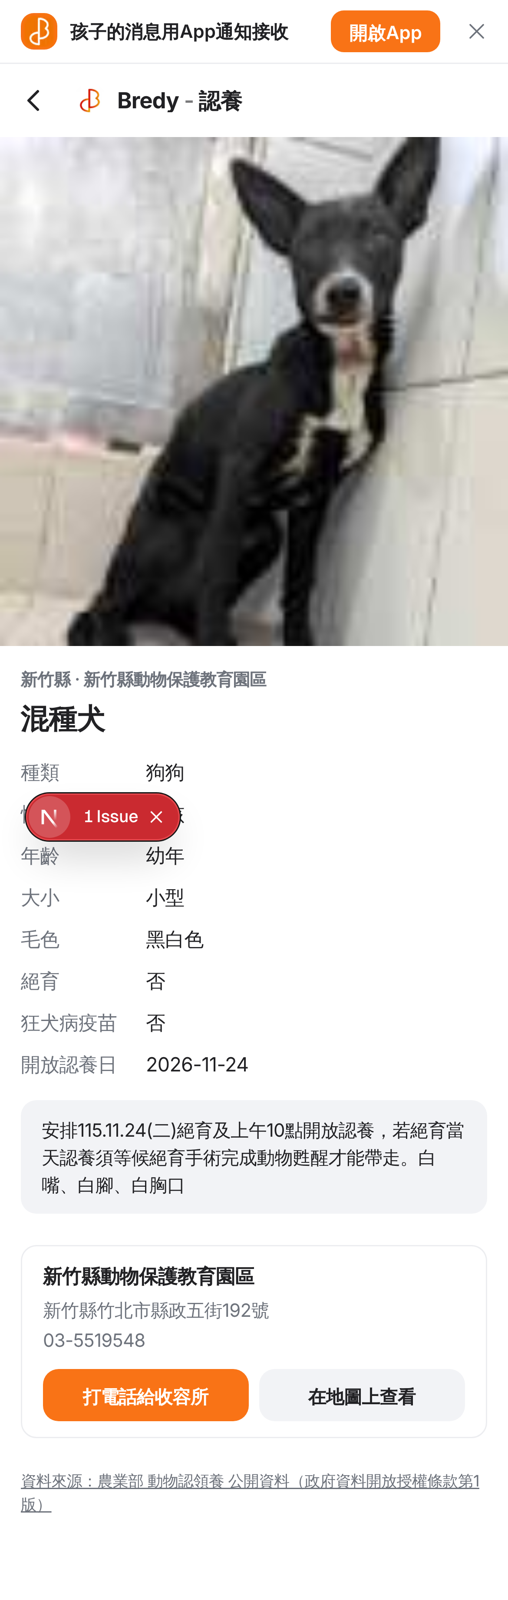 孩子的消息用App通知接收
開啟App
Bredy - 認養
新竹縣 · 新竹縣動物保護教育園區
混種犬
種類 狗狗
1 Issue
年齡 幼年
大小 小型
毛色 黑白色
絕育 否
狂犬病疫苗 否
開放認養日 2026-11-24
安排115.11.24(二)絕育及上午10點開放認養，若絕育當
天認養須等候絕育手術完成動物甦醒才能帶走。白
嘴、白腳、白胸口
新竹縣動物保護教育園區
新竹縣竹北市縣政五街192號
03-5519548
打電話給收容所
在地圖上查看
資料來源：農業部 動物認領養 公開資料（政府資料開放授權條款第1
版）